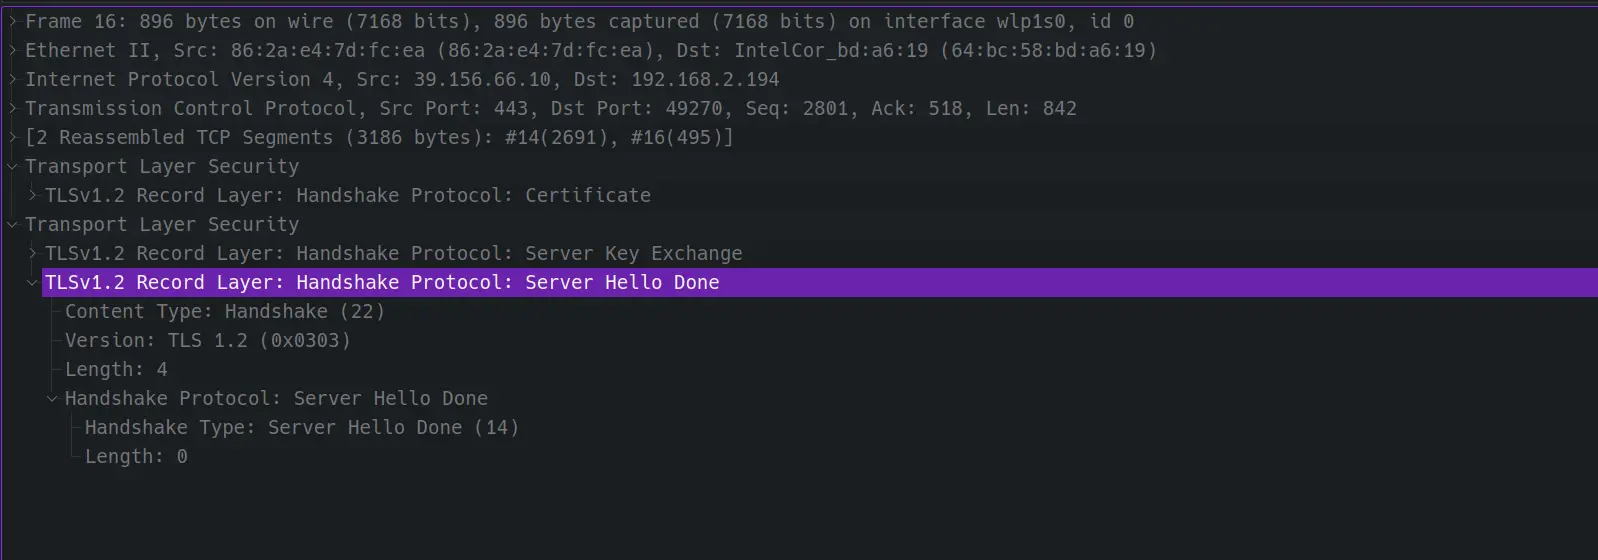 Frame 16: 896 bytes on wire (7168 bits), 896 bytes captured (7168 bits) on interface wlp1s0, id 0
Ethernet II, Src: 86:2a:e4:7d:fc:ea (86:2a:e4:7d:fc:ea), Dst: IntelCor_bd:a6:19 (64:bc:58:bd:a6:19)
Internet Protocol Version 4, Src: 39.156.66.10, Dst: 192.168.2.194
Transmission Control Protocol, Src Port: 443, Dst Port: 49270, Seq: 2801, Ack: 518, Len: 842
[2 Reassembled TCP Segments (3186 bytes): #14(2691), #16(495)]
Transport Layer Security
TLSv1.2 Record Layer: Handshake Protocol: Certificate
Transport Layer Security
TLSv1.2 Record Layer: Handshake Protocol: Server Key Exchange
TLSv1.2 Record Layer: Handshake Protocol: Server Hello Done
Content Type: Handshake (22)
Version: TLS 1.2 (0x0303)
Length: 4
Handshake Protocol: Server Hello Done
Handshake Type: Server Hello Done (14)
Length: 0